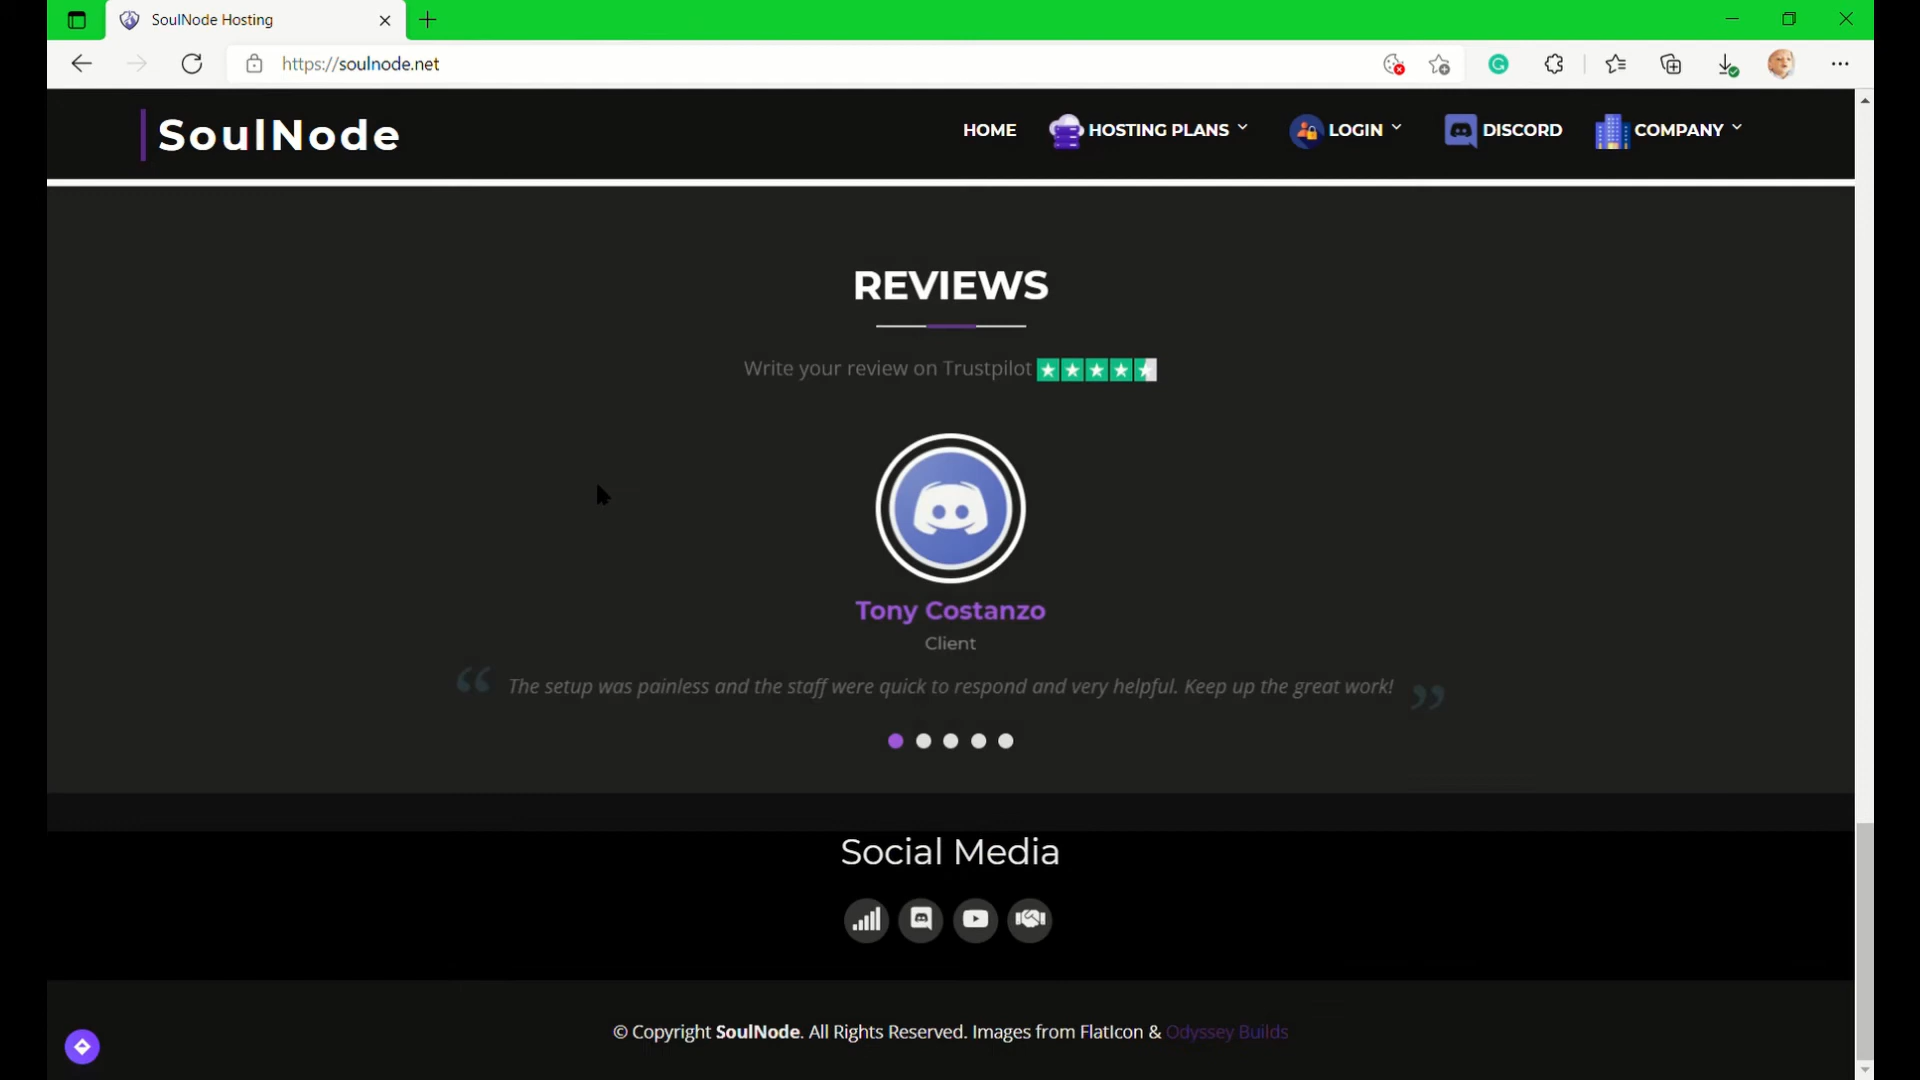 SoulNode Hosting
https://soulnode.net
SoulNode
HOME HOSTING PLANS LOGIN DISCORD COMPANY
REVIEWS
Write your review on Trustpilot
Tony Costanzo
Client
“ The setup was painless and the staff were quick to respond and very helpful. Keep up the great work! ”
Social Media
© Copyright SoulNode. All Rights Reserved. Images from FlatIcon & Odyssey Builds